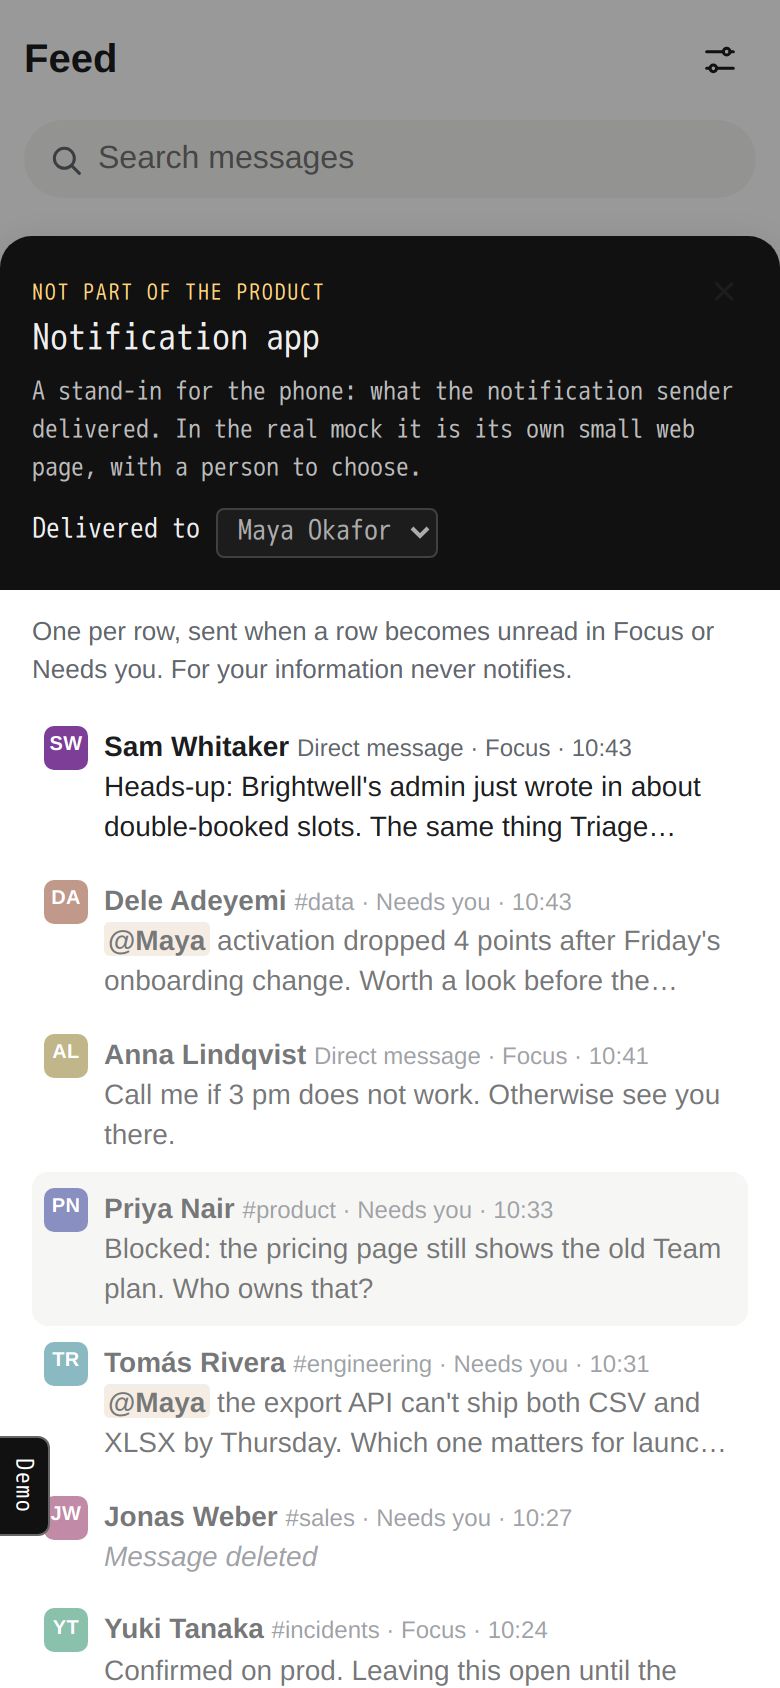 Feed
Search messages
NOT PART OF THE PRODUCT
Notification app
A stand-in for the phone: what the notification sender
delivered. In the real mock it is its own small web
page, with a person to choose.
Delivered to Maya Okafor
One per row, sent when a row becomes unread in Focus or
Needs you. For your information never notifies.
SW Sam Whitaker Direct message · Focus · 10:43
Heads-up: Brightwell's admin just wrote in about
double-booked slots. The same thing Triage…
DA Dele Adeyemi #data · Needs you · 10:43
@Maya activation dropped 4 points after Friday's
onboarding change. Worth a look before the…
AL Anna Lindqvist Direct message · Focus · 10:41
Call me if 3 pm does not work. Otherwise see you
there.
PN Priya Nair #product · Needs you · 10:33
Blocked: the pricing page still shows the old Team
plan. Who owns that?
TR Tomás Rivera #engineering · Needs you · 10:31
@Maya the export API can't ship both CSV and
XLSX by Thursday. Which one matters for launc…
Demo
JW Jonas Weber #sales · Needs you · 10:27
Message deleted
YT Yuki Tanaka #incidents · Focus · 10:24
Confirmed on prod. Leaving this open until the